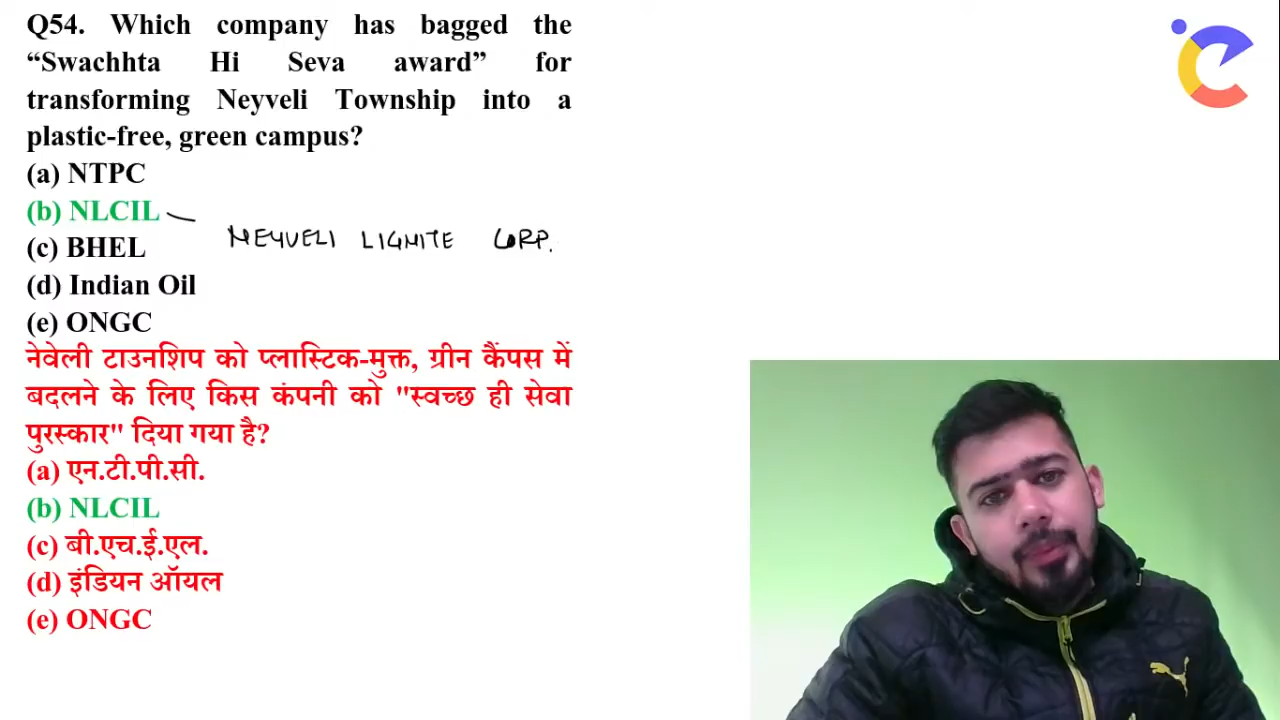 Q54. Which company has bagged the
“Swachhta Hi Seva award” for
transforming Neyveli Township into a
plastic-free, green campus?
(a) NTPC
(b) NLCIL
NEYVELI LIGNITE CORP.
(c) BHEL
(d) Indian Oil
(e) ONGC
नेवेली टाउनशिप को प्लास्टिक-मुक्त, ग्रीन कैंपस में
बदलने के लिए किस कंपनी को "स्वच्छ ही सेवा
पुरस्कार" दिया गया है?
(a) एन.टी.पी.सी.
(b) NLCIL
(c) बी.एच.ई.एल.
(d) इंडियन ऑयल
(e) ONGC